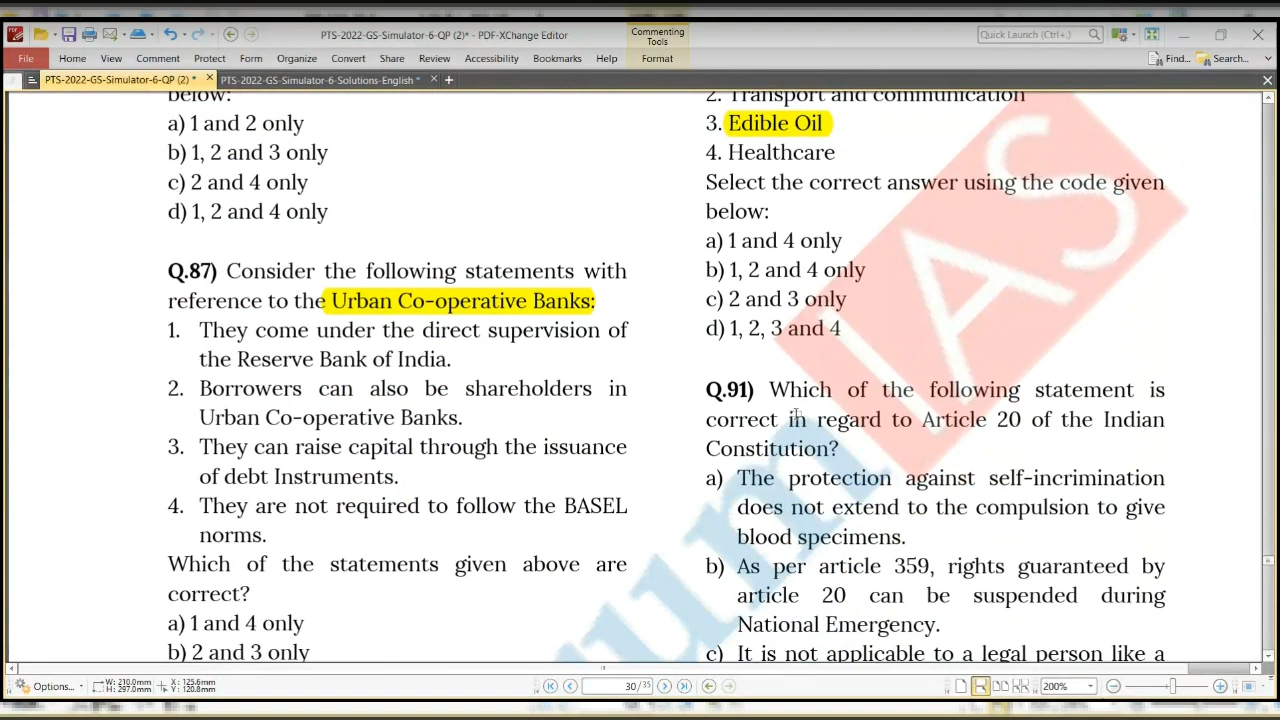 PTS-2022-GS-Simulator-6-QP (2)* - PDF-XChange Editor
Commenting
Tools
Quick Launch (Ctrl+.)
File Home View Comment Protect Form Organize Convert Share Review Accessibility Bookmarks Help Format
Find...
Search...
PTS-2022-GS-Simulator-6-QP (2) *
PTS-2022-GS-Simulator-6-Solutions-English *
below:
a) 1 and 2 only
b) 1, 2 and 3 only
c) 2 and 4 only
d) 1, 2 and 4 only
Q.87) Consider the following statements with
reference to the Urban Co-operative Banks:
1. They come under the direct supervision of
the Reserve Bank of India.
2. Borrowers can also be shareholders in
Urban Co-operative Banks.
3. They can raise capital through the issuance
of debt Instruments.
4. They are not required to follow the BASEL
norms.
Which of the statements given above are
correct?
a) 1 and 4 only
b) 2 and 3 only
2. Transport and communication
3. Edible Oil
4. Healthcare
Select the correct answer using the code given
below:
a) 1 and 4 only
b) 1, 2 and 4 only
c) 2 and 3 only
d) 1, 2, 3 and 4
Q.91) Which of the following statement is
correct in regard to Article 20 of the Indian
Constitution?
a) The protection against self-incrimination
does not extend to the compulsion to give
blood specimens.
b) As per article 359, rights guaranteed by
article 20 can be suspended during
National Emergency.
c) It is not applicable to a legal person like a
um IAS
Options...
W: 210.0mm
H: 297.0mm
X: 125.6mm
Y: 120.8mm
30/35
200%